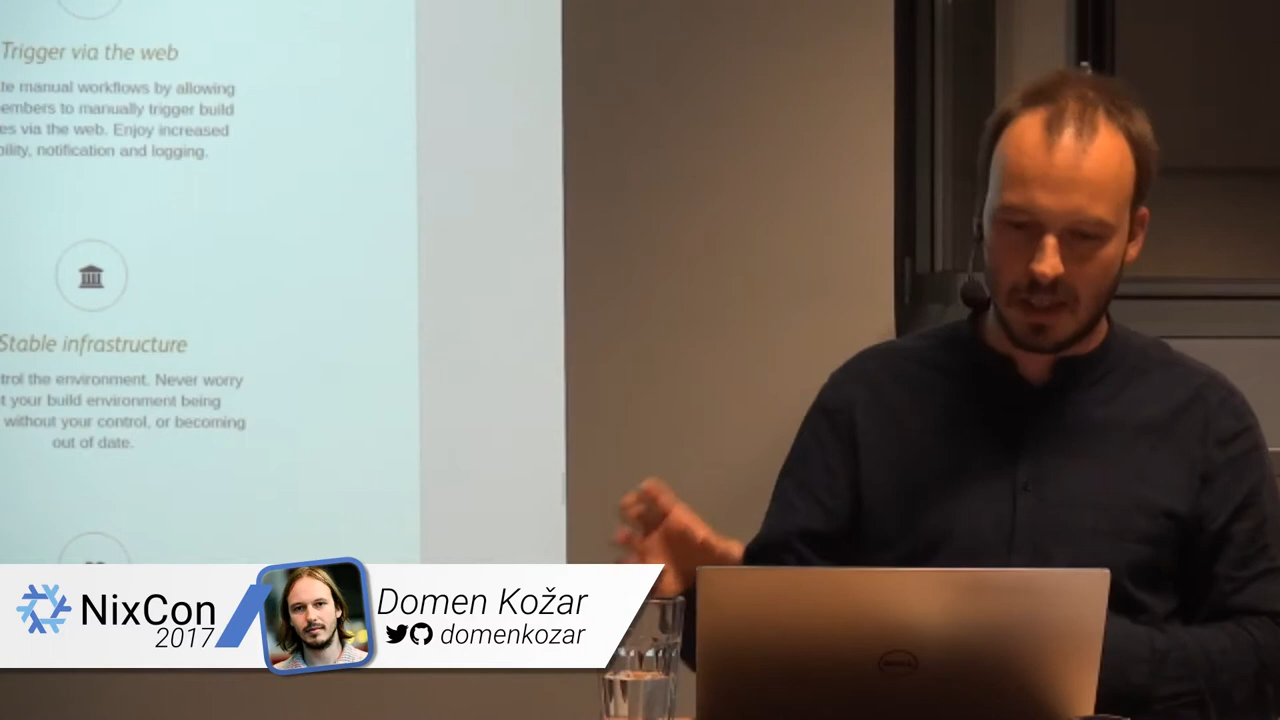 Trigger via the web
te manual workflows by allowing
embers to manually trigger build
es via the web. Enjoy increased
bility, notification and logging.
Stable infrastructure
trol the environment. Never worry
t your build environment being
without your control, or becoming
out of date.
NixCon
2017
Domen Kožar
domenkozar
DELL